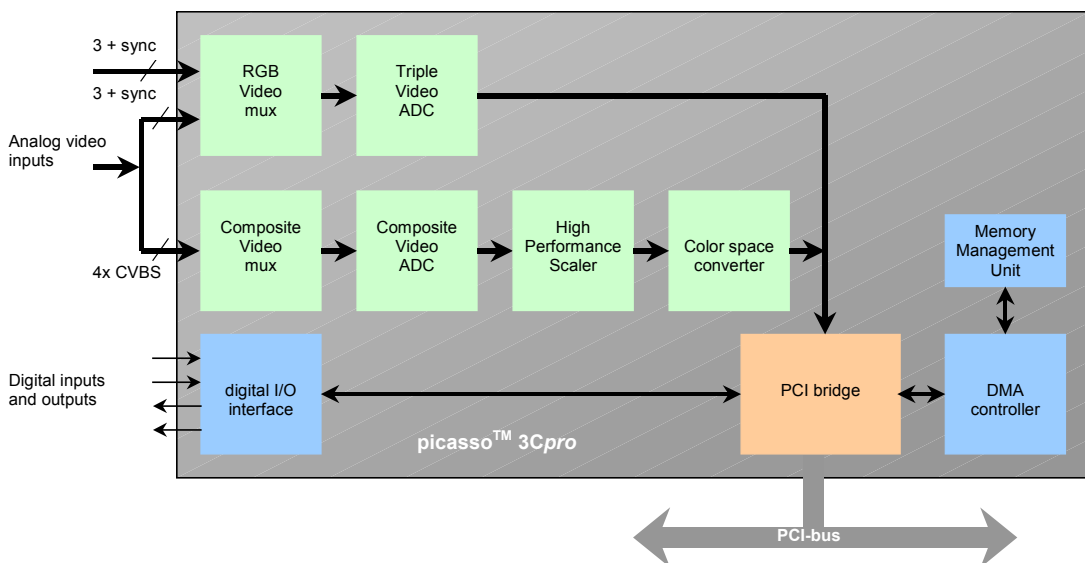 3 + sync
3 + sync
Analog video
inputs
4x CVBS
RGB
Video
mux
Triple
Video
ADC
Composite
Video
mux
Composite
Video
ADC
High
Performance
Scaler
Color space
converter
Memory
Management
Unit
Digital inputs
and outputs
digital I/O
interface
PCI bridge
DMA
controller
picasso™ 3Cpro
PCI-bus